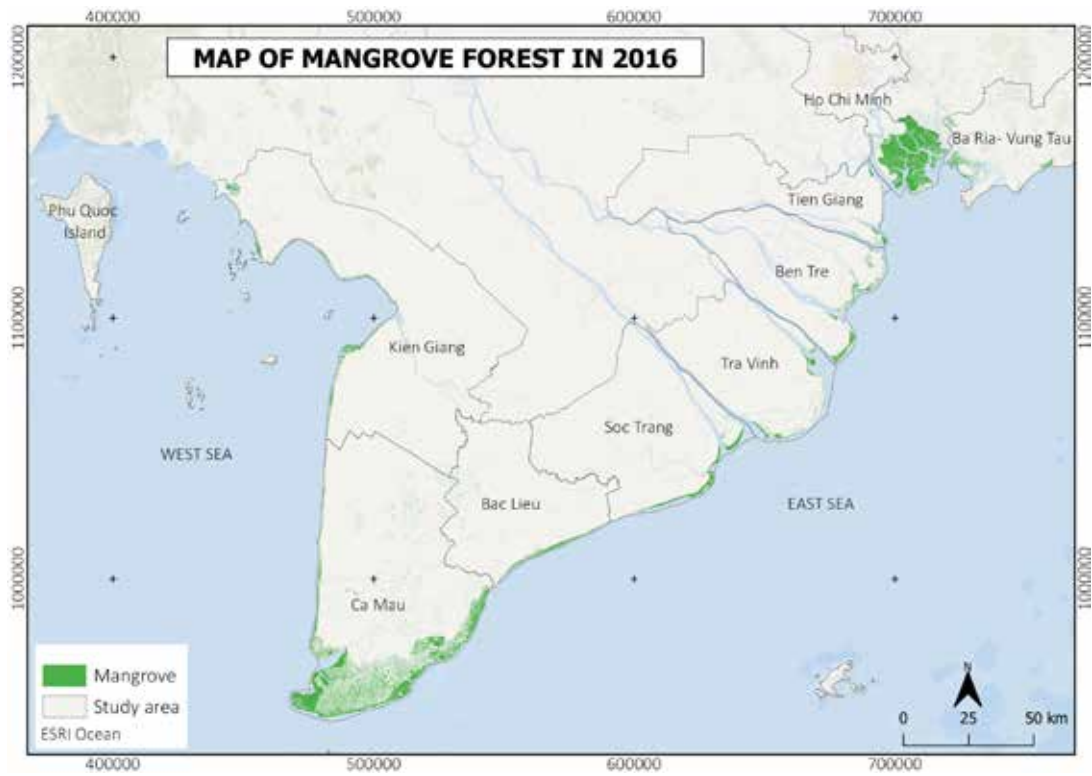 400000 500000 600000 700000
MAP OF MANGROVE FOREST IN 2016
1200000
1200000
Ho Chi Minh
Ba Ria- Vung Tau
Phu Quoc
Island
Tien Giang
Ben Tre
1100000
1100000
Kien Giang
Tra Vinh
Soc Trang
WEST SEA
Bac Lieu
EAST SEA
1000000
1000000
Ca Mau
Mangrove
Study area
ESRI Ocean
N
0 25 50 km
400000 500000 600000 700000